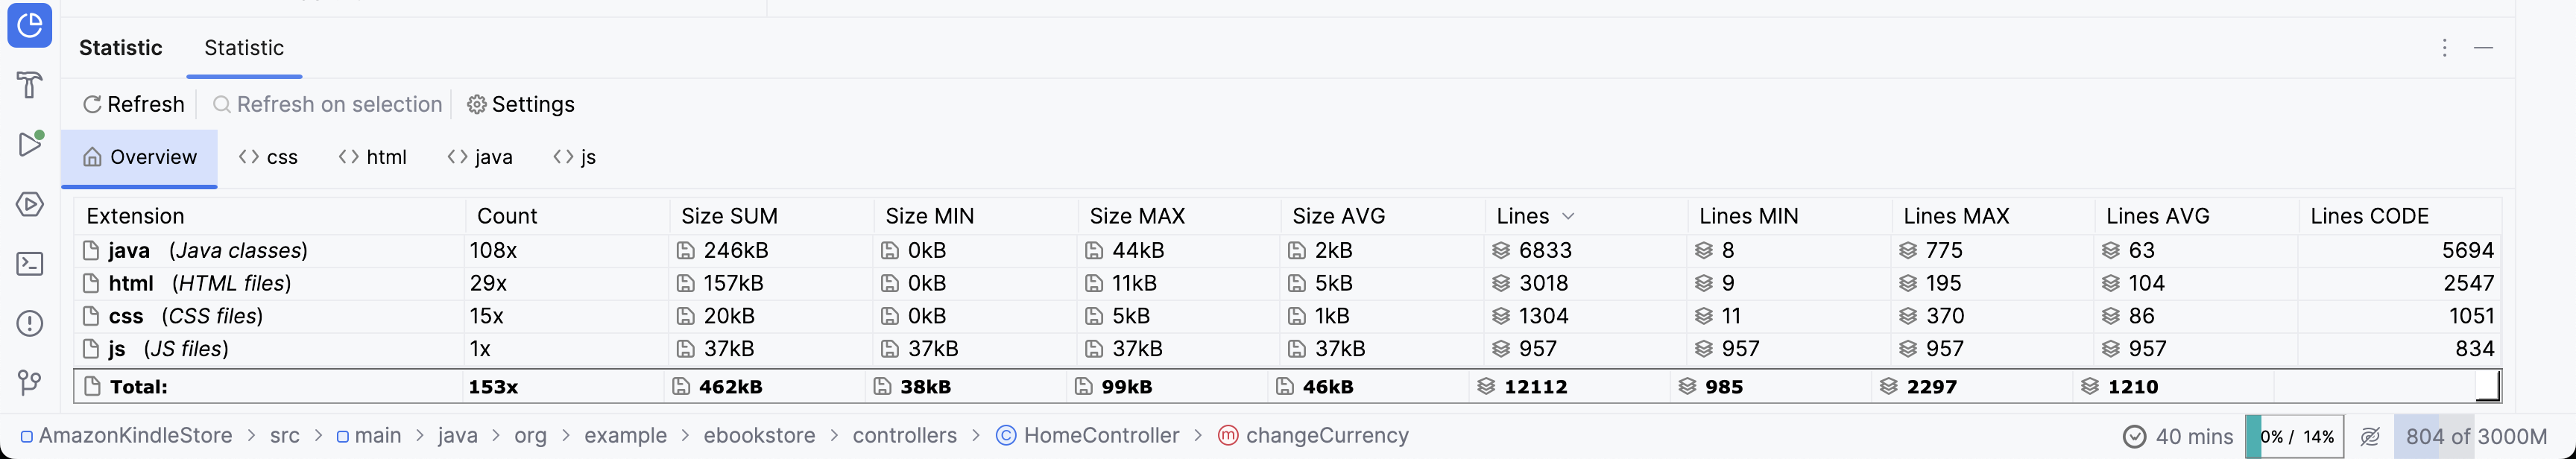 Statistic Statistic
Refresh Refresh on selection Settings
Overview css html java js
Extension Count Size SUM Size MIN Size MAX Size AVG Lines Lines MIN Lines MAX Lines AVG Lines CODE
java (Java classes) 108x 246kB 0kB 44kB 2kB 6833 8 775 63 5694
html (HTML files) 29x 157kB 0kB 11kB 5kB 3018 9 195 104 2547
css (CSS files) 15x 20kB 0kB 5kB 1kB 1304 11 370 86 1051
js (JS files) 1x 37kB 37kB 37kB 37kB 957 957 957 957 834
Total: 153x 462kB 38kB 99kB 46kB 12112 985 2297 1210
AmazonKindleStore > src > main > java > org > example > ebookstore > controllers > C HomeController > m changeCurrency 40 mins 0% / 14% 804 of 3000M